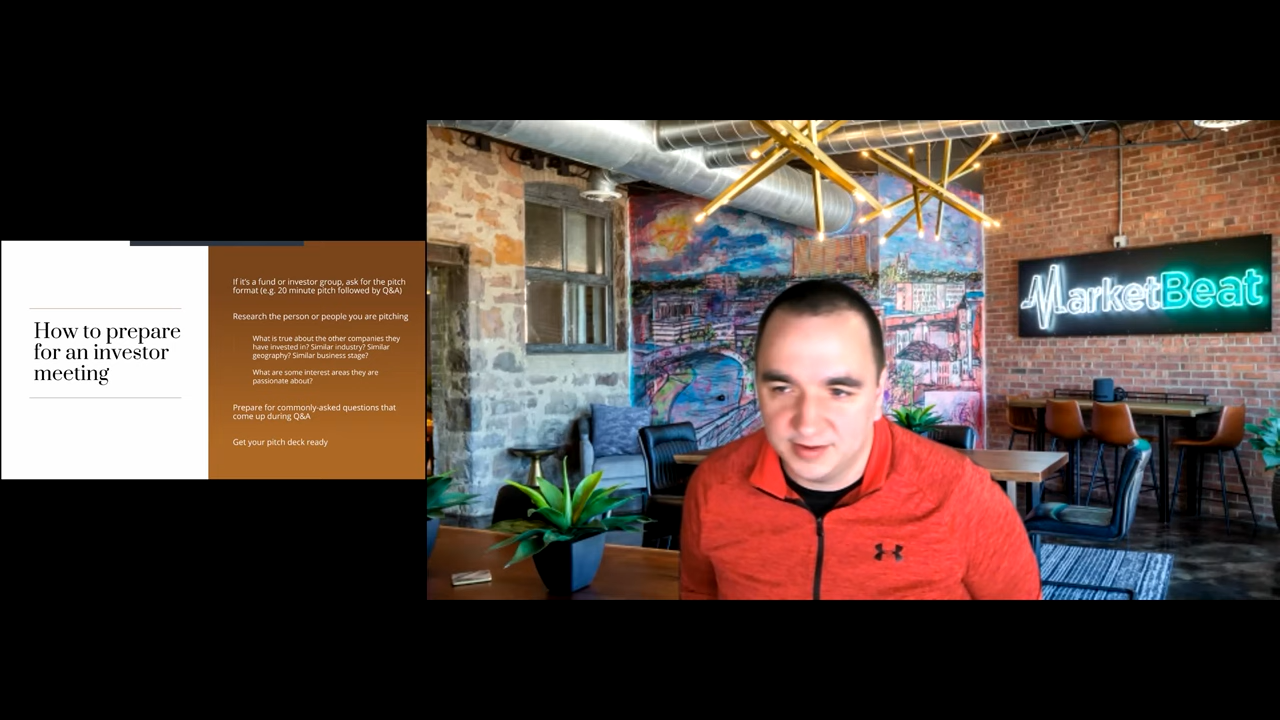 How to prepare
for an investor
meeting
If it's a fund or investor group, ask for the pitch
format (e.g. 20 minute pitch followed by Q&A)
Research the person or people you are pitching
What is true about the other companies they
have invested in? Similar industry? Similar
geography? Similar business stage?
What are some interest areas they are
passionate about?
Prepare for commonly-asked questions that
come up during Q&A
Get your pitch deck ready
MarketBeat